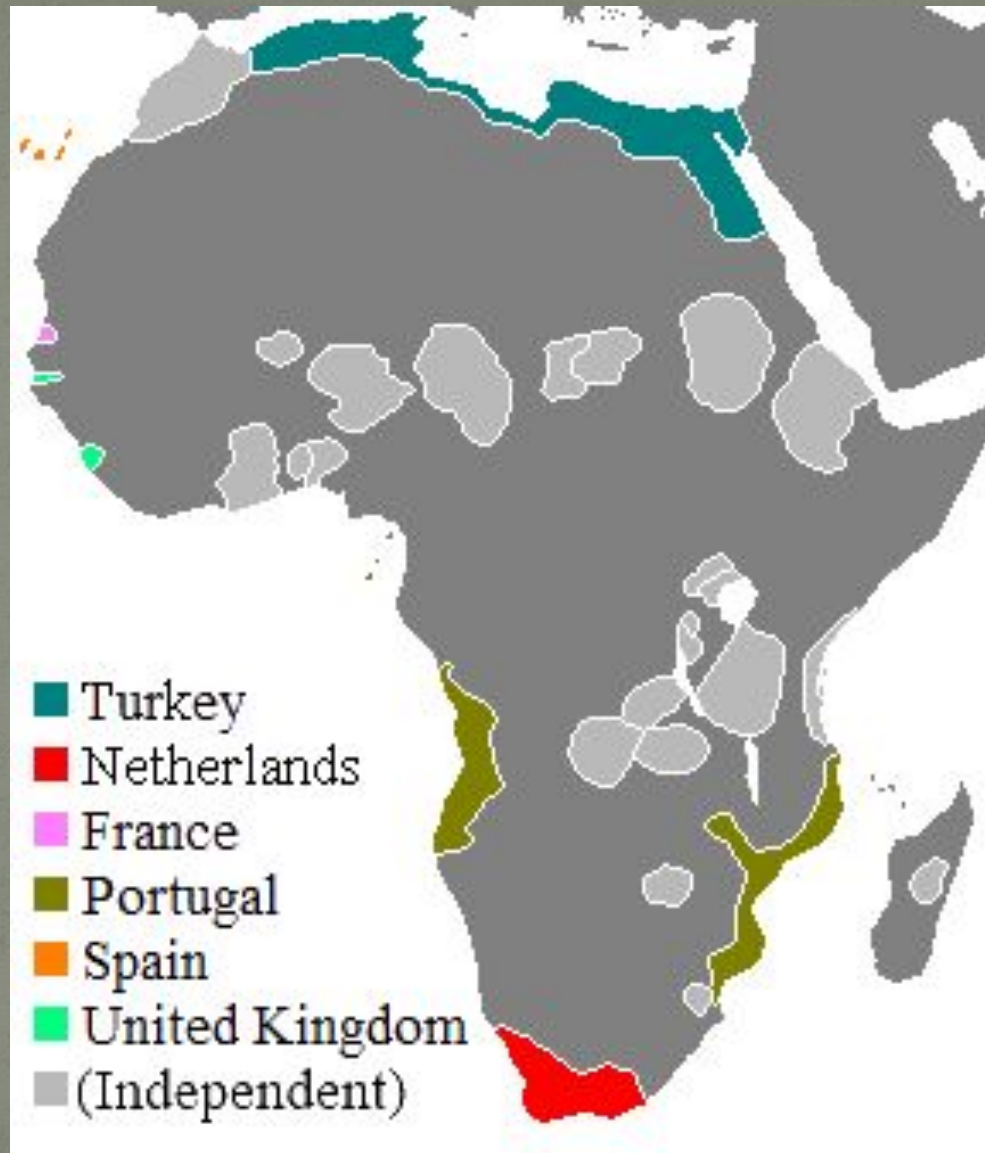 Turkey
Netherlands
France
Portugal
Spain
United Kingdom
(Independent)